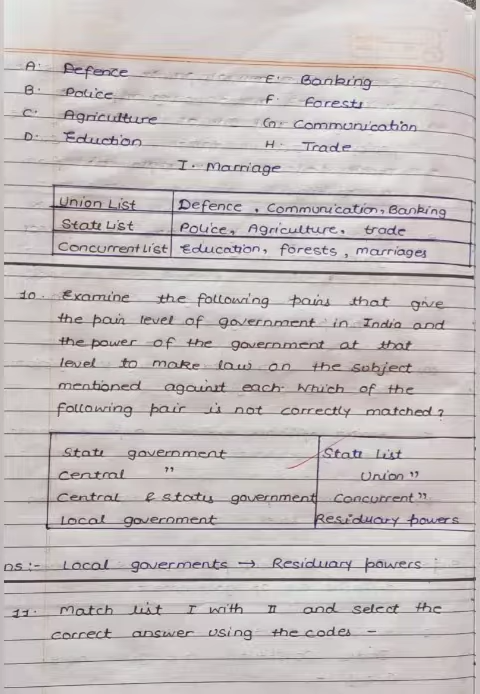 A. Defence E. Banking
B. Police F. forests
C. Agriculture G. Communication
D. Eduction H. Trade
I. Marriage
Union List Defence, Communication, Banking
State List Police, Agriculture, trade
Concurrent List Education, forests, marriages
10. Examine the following pairs that give
the pair level of government in India and
the power of the government at that
level to make law on the subject
mentioned against each. Which of the
following pair is not correctly matched?
State government State List
Central " Union "
Central & states government Concurrent "
Local government Residuary powers
ns:- Local goverments → Residuary powers
11. Match list I with II and select the
correct answer using the codes -